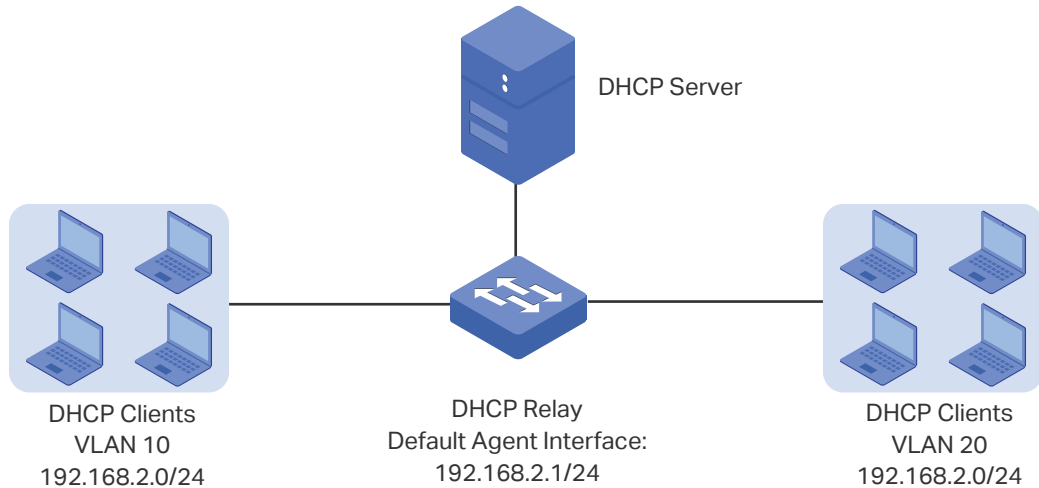 DHCP Server
DHCP Clients
VLAN 10
192.168.2.0/24
DHCP Relay
Default Agent Interface:
192.168.2.1/24
DHCP Clients
VLAN 20
192.168.2.0/24